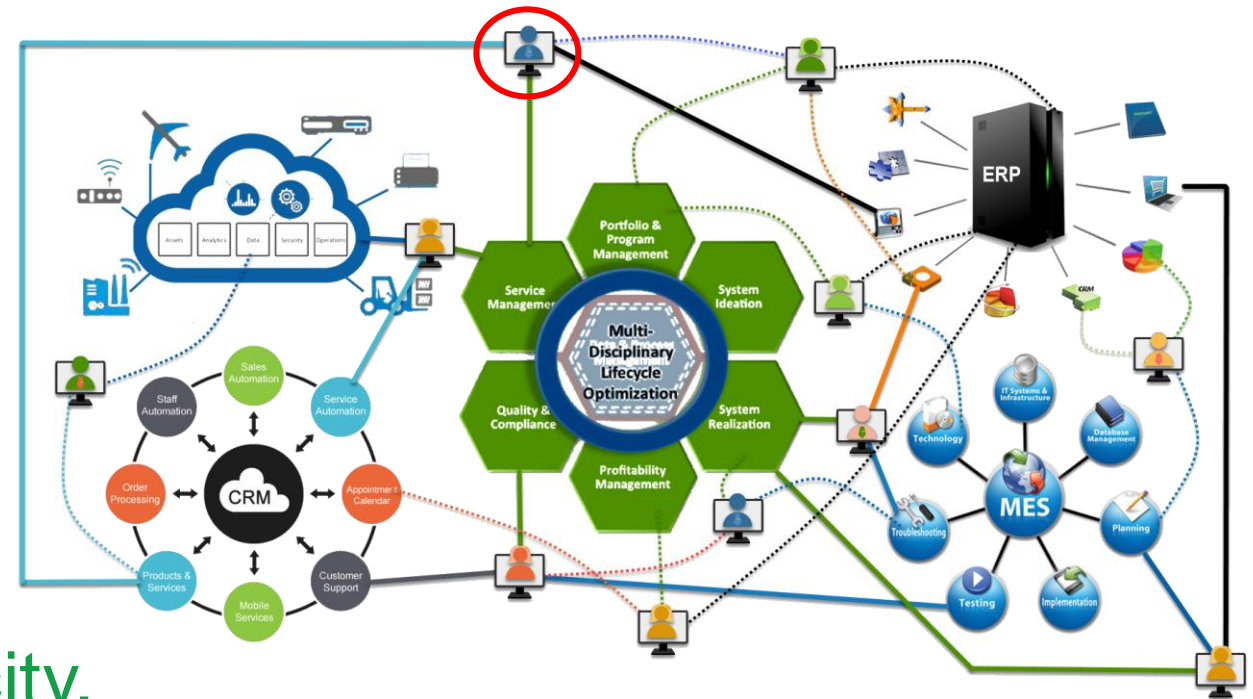 ERP
Portfolio &
Program
Management
Service
Management
System
Ideation
Multi-
Disciplinary
Lifecycle
Optimization
Quality &
Compliance
System
Realization
Profitability
Management
Assets
Analytics
Data
Security
Operations
CRM
Sales
Automation
Staff
Automation
Service
Automation
Order
Processing
CRM
Appointment
Calendar
Products &
Services
Customer
Support
Mobile
Services
IT Systems &
Infrastructure
Technology
Database
Management
MES
Troubleshooting
Planning
Testing
Implementation
city.